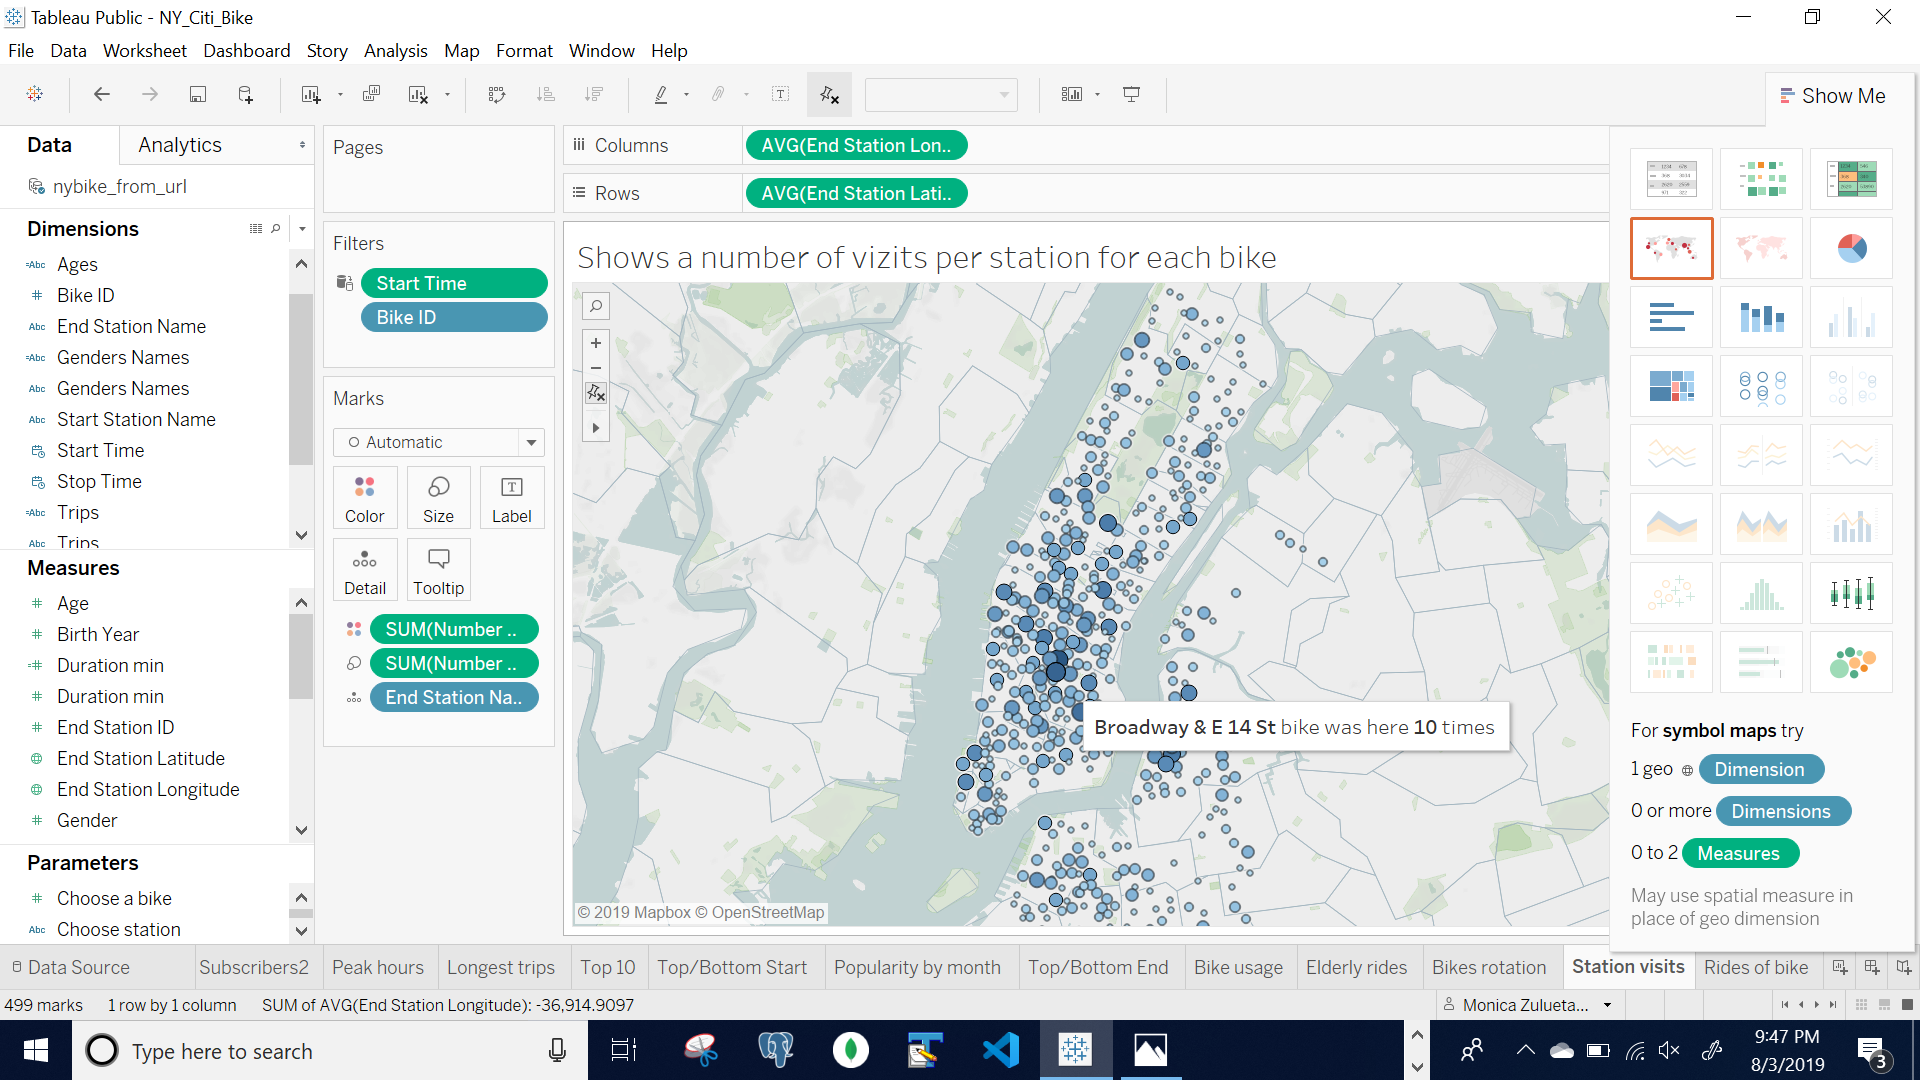 Tableau Public - NY_Citi_Bike
File Data Worksheet Dashboard Story Analysis Map Format Window Help
Show Me
Data Analytics
nybike_from_url
Dimensions
Abc Ages
Bike ID
Abc End Station Name
Abc Genders Names
Abc Genders Names
Abc Start Station Name
Start Time
Stop Time
Abc Trips
Abc Trips
Measures
Age
Birth Year
Duration min
Duration min
End Station ID
End Station Latitude
End Station Longitude
Gender
Parameters
Choose a bike
Abc Choose station
Pages
Filters
Start Time
Bike ID
Marks
Automatic
Color Size Label
Detail Tooltip
SUM(Number ..
SUM(Number ..
End Station Na..
Columns AVG(End Station Lon..
Rows AVG(End Station Lati..
Shows a number of vizits per station for each bike
Broadway & E 14 St bike was here 10 times
© 2019 Mapbox © OpenStreetMap
For symbol maps try
1 geo Dimension
0 or more Dimensions
0 to 2 Measures
May use spatial measure in
place of geo dimension
Data Source Subscribers2 Peak hours Longest trips Top 10 Top/Bottom Start Popularity by month Top/Bottom End Bike usage Elderly rides Bikes rotation Station visits Rides of bike
499 marks 1 row by 1 column SUM of AVG(End Station Longitude): -36,914.9097 Monica Zulueta...
Type here to search
9:47 PM
8/3/2019
3